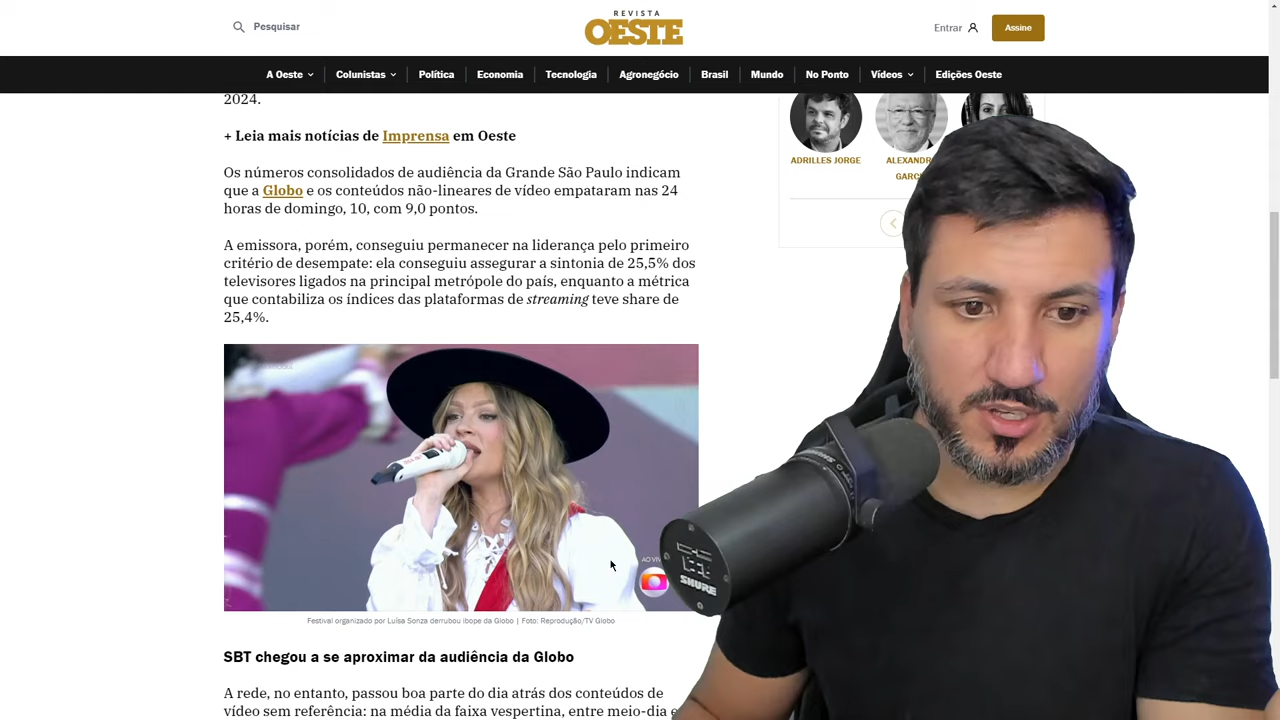 Pesquisar
REVISTA
OESTE
Entrar
Assine
A Oeste
Colunistas
Política
Economia
Tecnologia
Agronegócio
Brasil
Mundo
No Ponto
Vídeos
Edições Oeste
2024.
+ Leia mais notícias de Imprensa em Oeste
Os números consolidados de audiência da Grande São Paulo indicam
que a Globo e os conteúdos não-lineares de vídeo empataram nas 24
horas de domingo, 10, com 9,0 pontos.
A emissora, porém, conseguiu permanecer na liderança pelo primeiro
critério de desempate: ela conseguiu assegurar a sintonia de 25,5% dos
televisores ligados na principal metrópole do país, enquanto a métrica
que contabiliza os índices das plataformas de streaming teve share de
25,4%.
AO VIV
Festival organizado por Luísa Sonza derrubou ibope da Globo | Foto: Reprodução/TV Globo
SBT chegou a se aproximar da audiência da Globo
A rede, no entanto, passou boa parte do dia atrás dos conteúdos de
vídeo sem referência: na média da faixa vespertina, entre meio-dia e
ADRILLES JORGE
ALEXANDR
GARC
SHURE